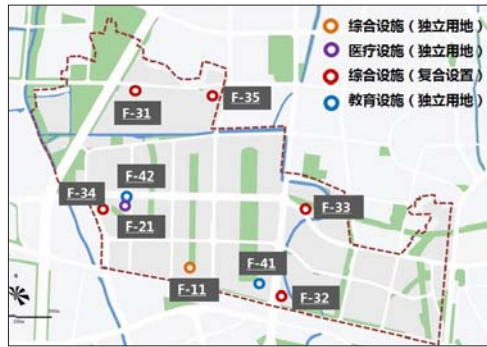 综合设施（独立用地）
医疗设施（独立用地）
综合设施（复合设置）
教育设施（独立用地）
F-31
F-35
F-42
F-34
F-33
F-21
F-41
F-11
F-32